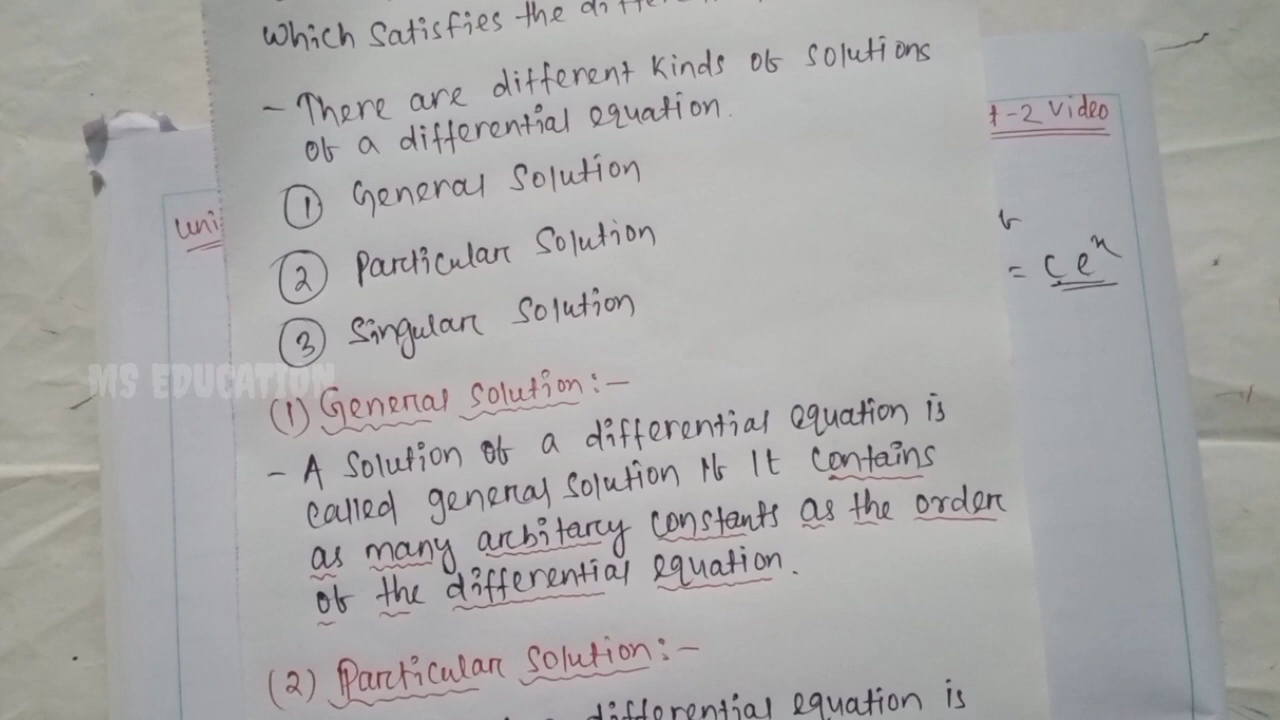 Which satisfies the
- There are different kinds of solutions
of a differential equation.
① General Solution
② Particular Solution
③ Singular Solution
(1) General Solution:-
- A Solution of a differential equation is
called general solution if It contains
as many arbitary constants as the order
of the differential equation.
(2) Particular Solution:-
differential equation is
-2 Video
= ce^x
MS EDUCATION